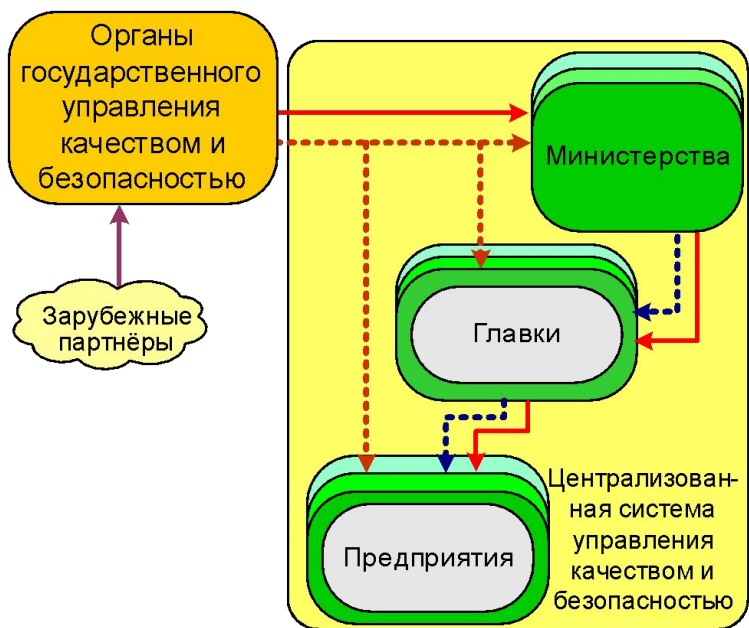 Органы
государственного
управления
качеством и
безопасностью
Министерства
Зарубежные
партнёры
Главки
Централизован-
ная система
управления
качеством и
безопасностью
Предприятия